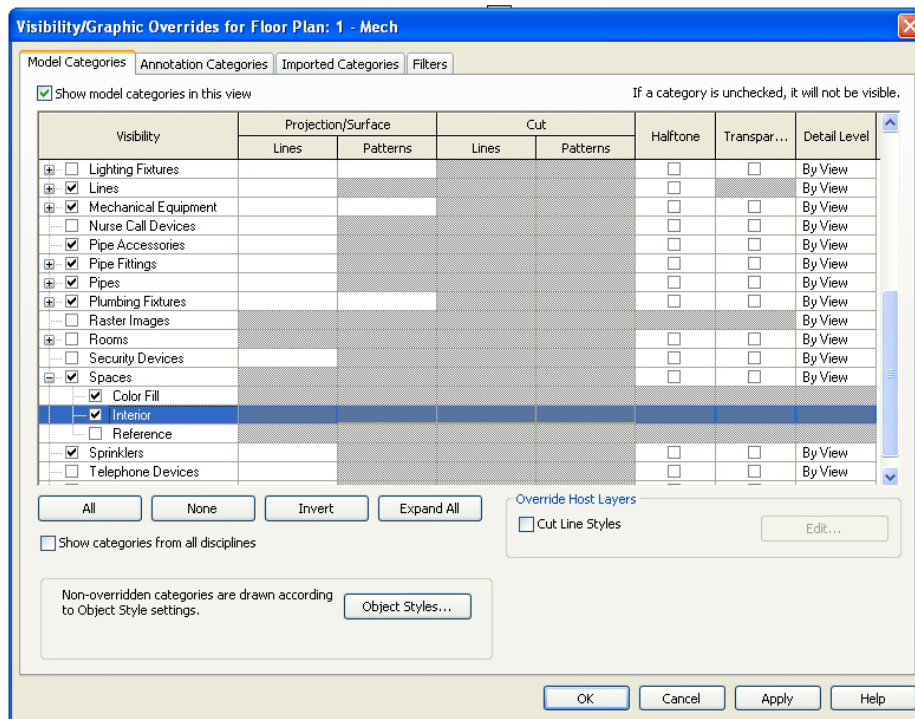 Visibility/Graphic Overrides for Floor Plan: 1 - Mech
Model Categories Annotation Categories Imported Categories Filters
Show model categories in this view If a category is unchecked, it will not be visible.
Visibility Projection/Surface Cut Halftone Transpar... Detail Level
Lines Patterns Lines Patterns
Lighting Fixtures By View
Lines By View
Mechanical Equipment By View
Nurse Call Devices By View
Pipe Accessories By View
Pipe Fittings By View
Pipes By View
Plumbing Fixtures By View
Raster Images By View
Rooms By View
Security Devices By View
Spaces By View
Color Fill
Interior
Reference
Sprinklers By View
Telephone Devices By View
All None Invert Expand All
Override Host Layers
Cut Line Styles Edit...
Show categories from all disciplines
Non-overridden categories are drawn according
to Object Style settings.
Object Styles...
OK Cancel Apply Help